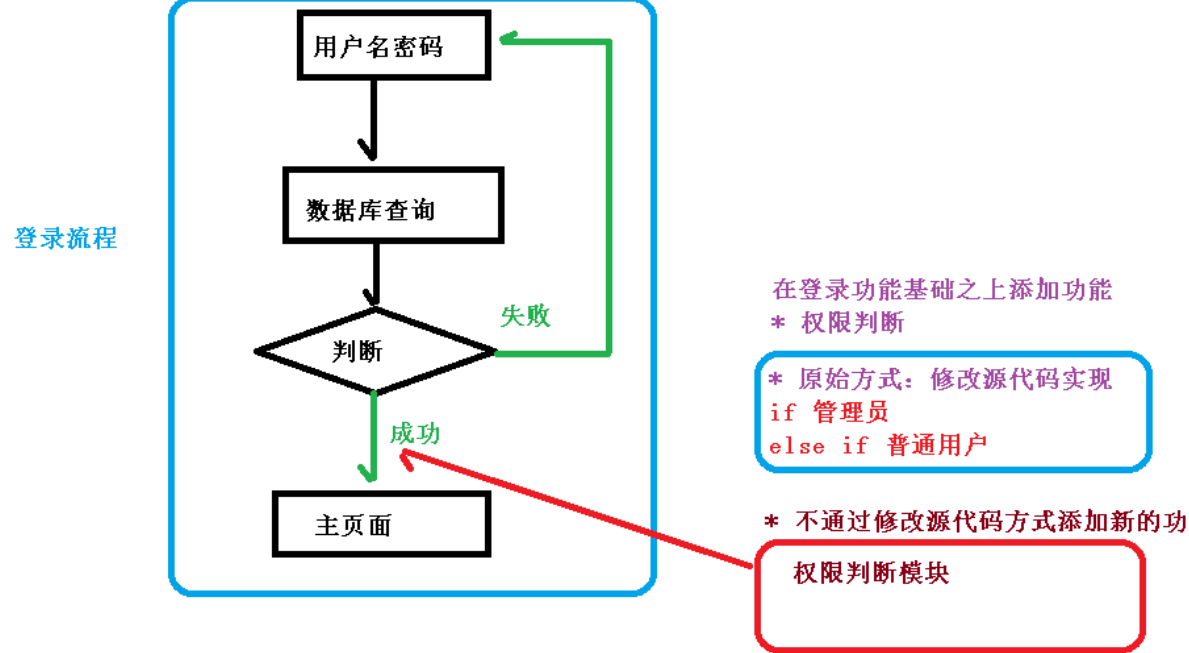 用户名密码
数据库查询
登录流程
判断
失败
成功
主页面
在登录功能基础之上添加功能
* 权限判断
* 原始方式：修改源代码实现
if 管理员
else if 普通用户
* 不通过修改源代码方式添加新的功
权限判断模块